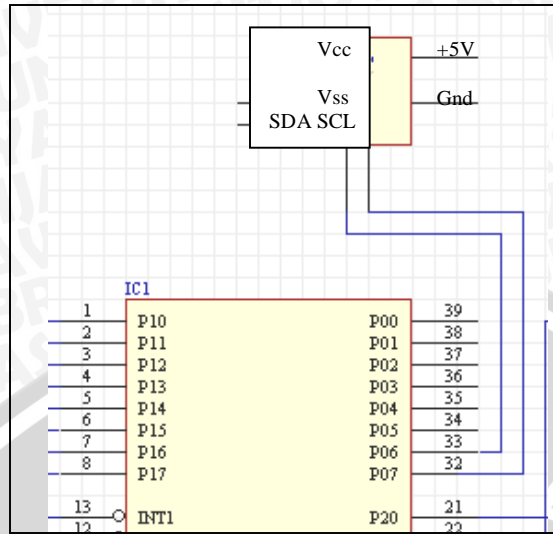 Vcc +5V
Vss Gnd
SDA SCL
IC1
1 P10 P00 39
2 P11 P01 38
3 P12 P02 37
4 P13 P03 36
5 P14 P04 35
6 P15 P05 34
7 P16 P06 33
8 P17 P07 32
13 INT1 P20 21
12 22